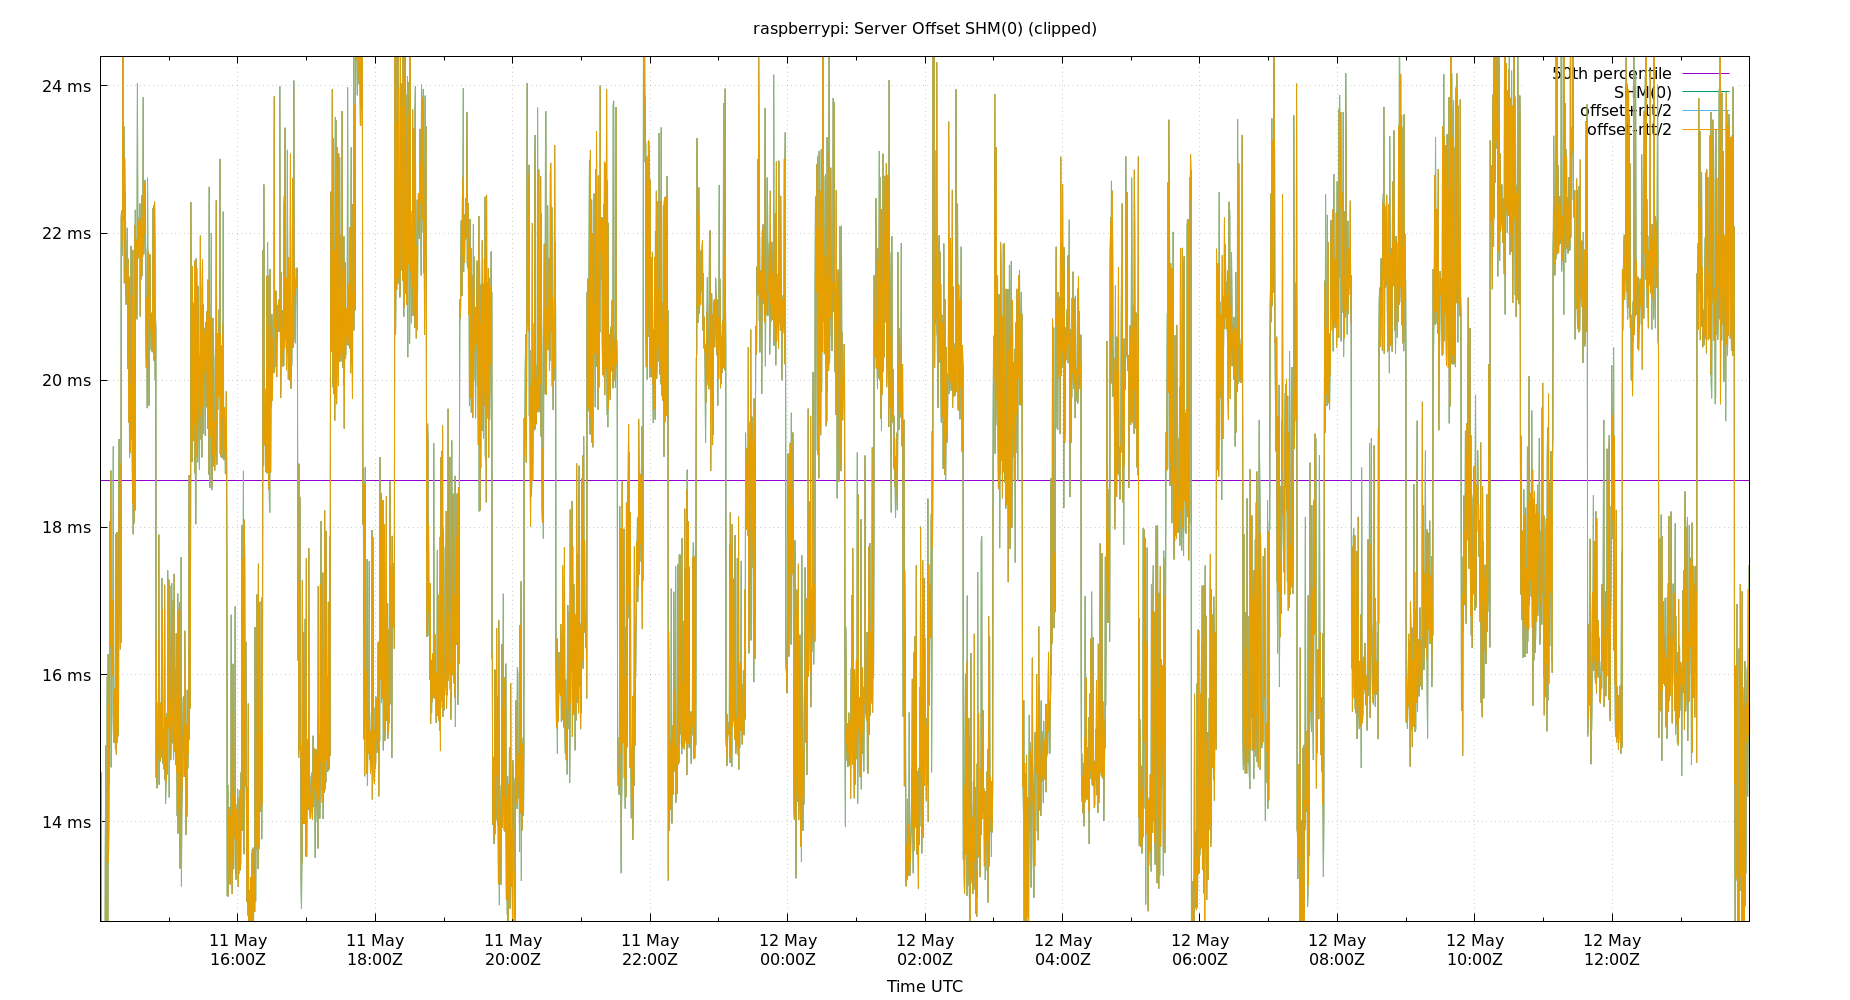 raspberrypi: Server Offset SHM(0) (clipped)
50th percentile
SHM(0)
offset+rtt/2
offset-rtt/2
24 ms
22 ms
20 ms
18 ms
16 ms
14 ms
11 May 11 May 11 May 11 May 12 May 12 May 12 May 12 May 12 May 12 May 12 May
16:00Z 18:00Z 20:00Z 22:00Z 00:00Z 02:00Z 04:00Z 06:00Z 08:00Z 10:00Z 12:00Z
Time UTC